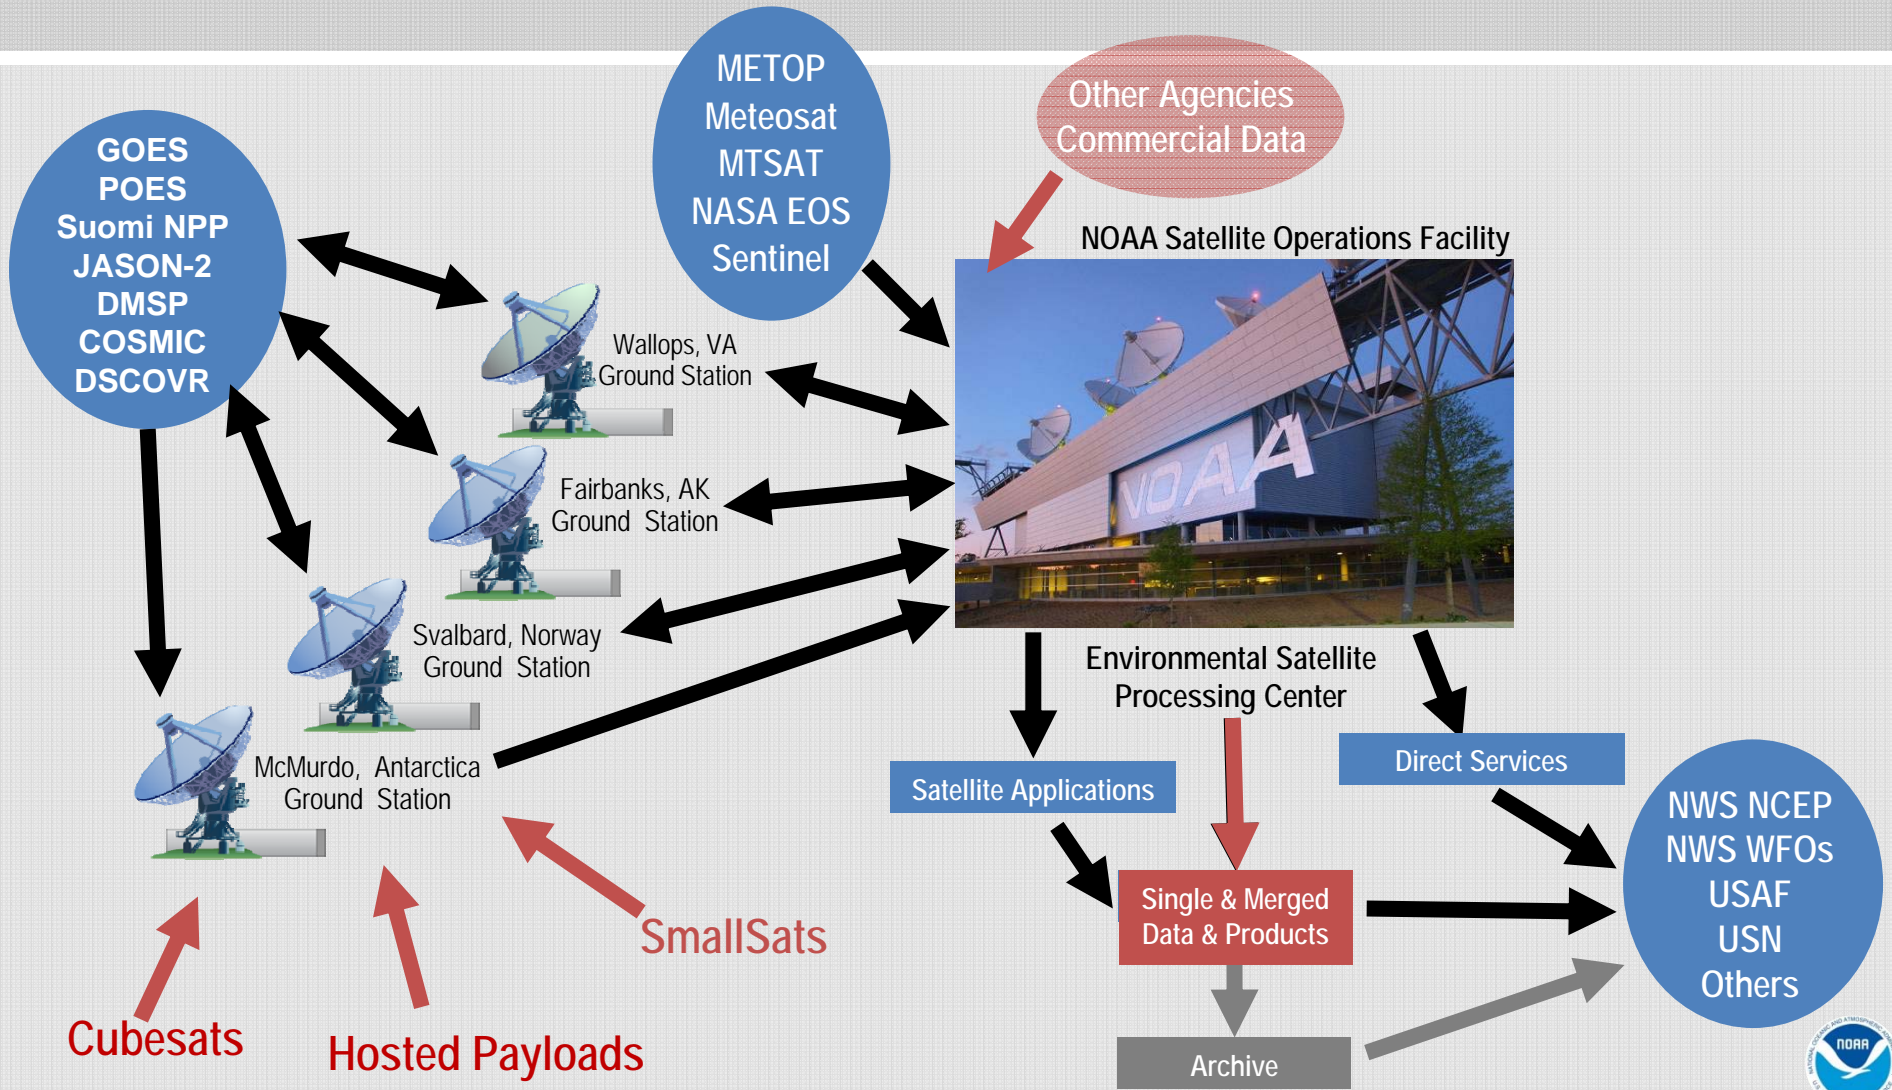 METOP
Meteosat
MTSAT
NASA EOS
Sentinel
Other Agencies
Commercial Data
GOES
POES
Suomi NPP
JASON-2
DMSP
COSMIC
DSCOVR
NOAA Satellite Operations Facility
Wallops, VA
Ground Station
NOAA
Fairbanks, AK
Ground Station
Svalbard, Norway
Ground Station
Environmental Satellite
Processing Center
McMurdo, Antarctica
Ground Station
Satellite Applications
Direct Services
NWS NCEP
NWS WFOs
USAF
USN
Others
Single & Merged
Data & Products
SmallSats
Cubesats
Hosted Payloads
Archive
NOAA